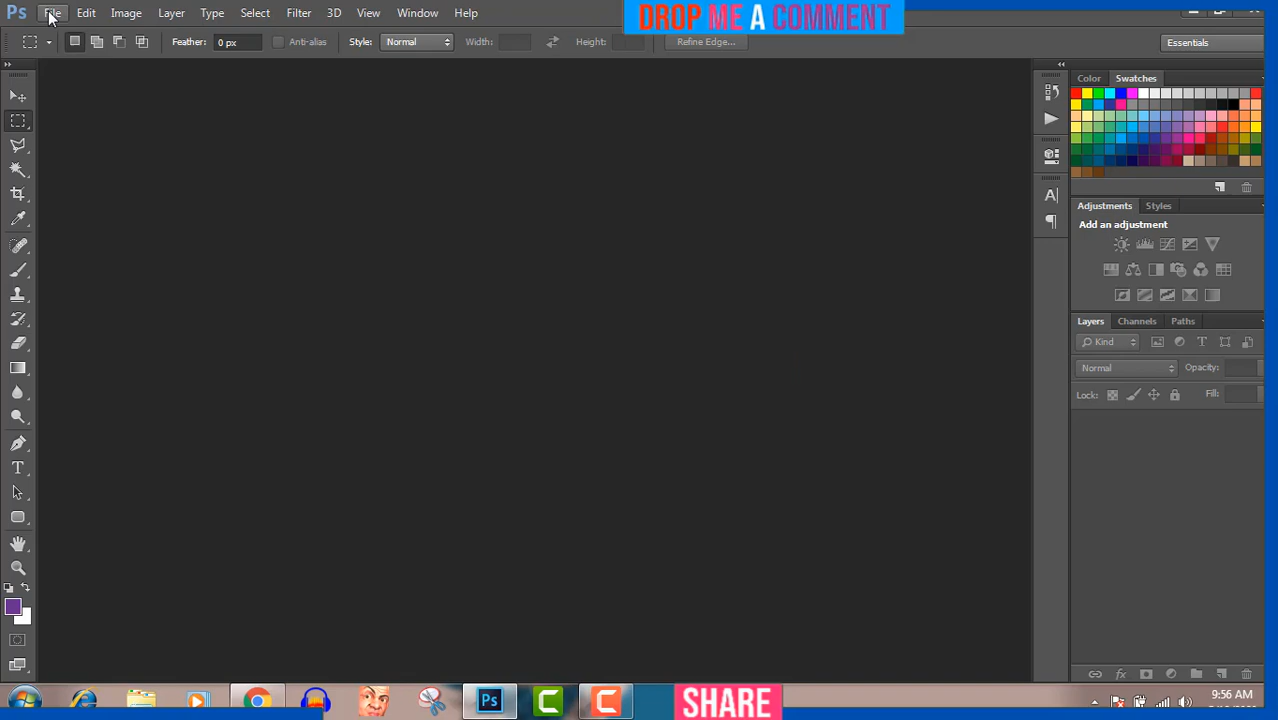 Ps File Edit Image Layer Type Select Filter 3D View Window Help
DROP ME A COMMENT
Feather: 0 px Anti-alias Style: Normal Width: Height: Refine Edge... Essentials
Color Swatches
Adjustments Styles
Add an adjustment
Layers Channels Paths
Kind
Normal Opacity:
Lock: Fill:
Ps
SHARE
9:56 AM